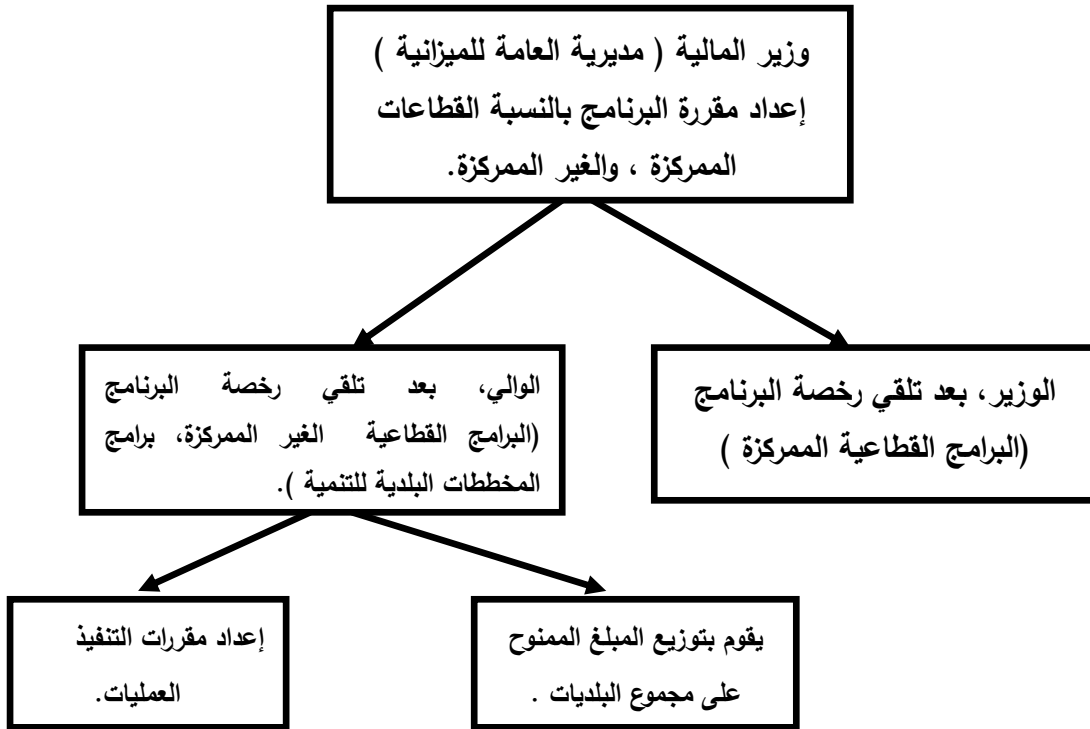 وزير المالية ( مديرية العامة للميزانية )
إعداد مقررة البرنامج بالنسبة القطاعات
الممركزة ، والغير الممركزة.
الوزير، بعد تلقي رخصة البرنامج
(البرامج القطاعية الممركزة )
الوالي، بعد تلقي رخصة البرنامج
(البرامج القطاعية الغير الممركزة، برامج
المخططات البلدية للتنمية ).
يقوم بتوزيع المبلغ الممنوح
على مجموع البلديات .
إعداد مقررات التنفيذ
العمليات.